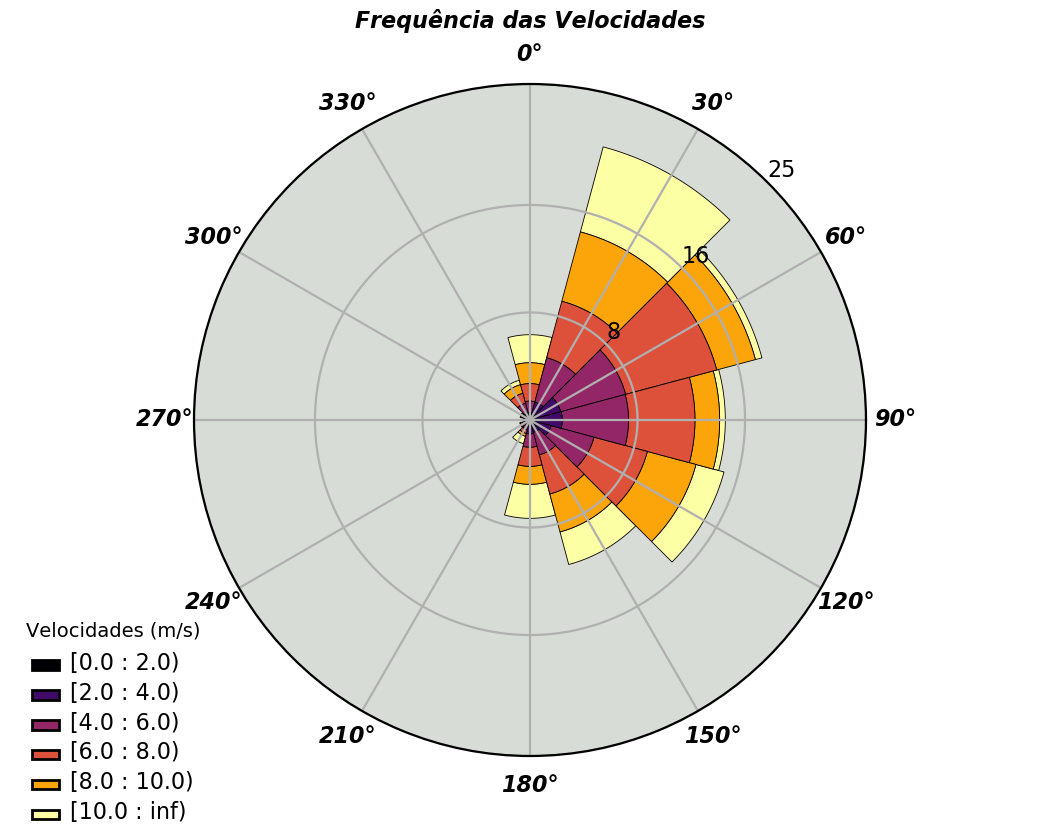 Frequência das Velocidades
0°
330°
30°
25
300°
60°
16
8
270°
90°
240°
120°
210°
150°
180°
Velocidades (m/s)
[0.0 : 2.0)
[2.0 : 4.0)
[4.0 : 6.0)
[6.0 : 8.0)
[8.0 : 10.0)
[10.0 : inf)